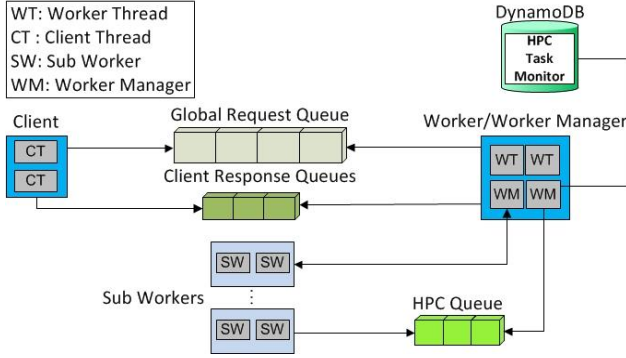 WT: Worker Thread
CT : Client Thread
SW: Sub Worker
WM: Worker Manager
DynamoDB
HPC
Task
Monitor
Client
CT
CT
Global Request Queue
Client Response Queues
Worker/Worker Manager
WT WT
WM WM
SW SW
Sub Workers
SW SW
HPC Queue